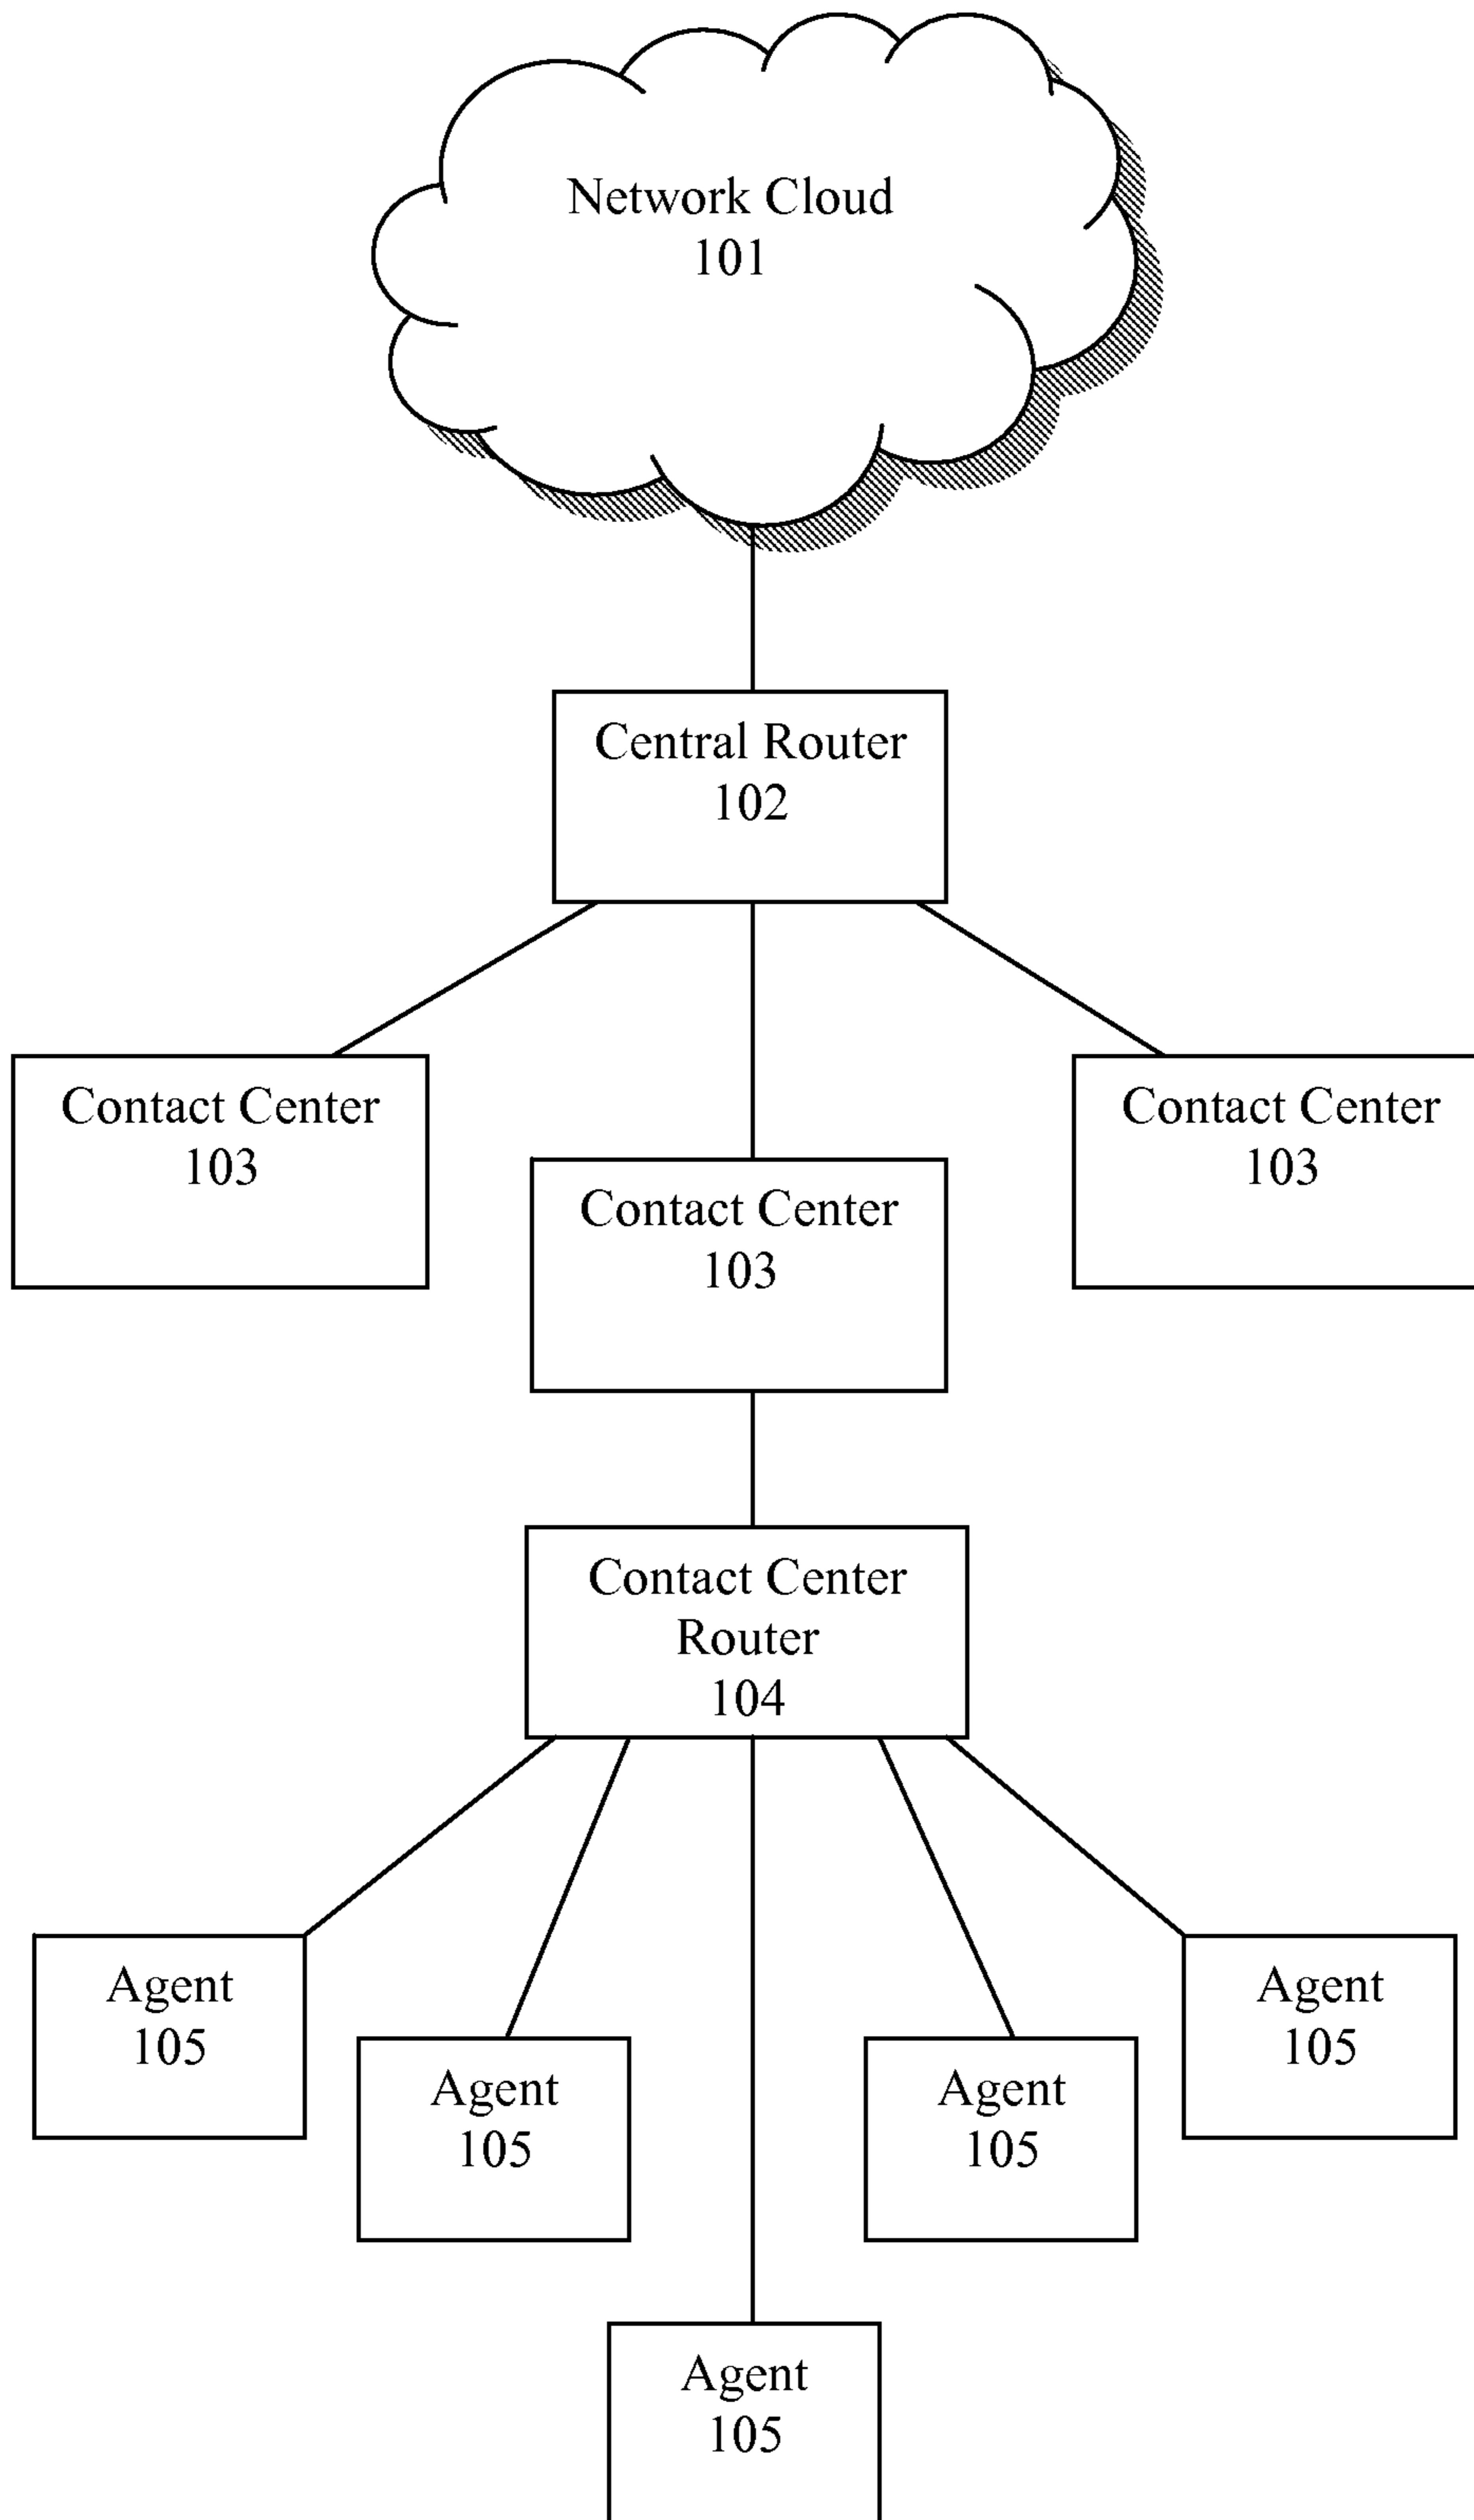 Network Cloud
101
Central Router
102
Contact Center
103
Contact Center
103
Contact Center
103
Contact Center
Router
104
Agent
105
Agent
105
Agent
105
Agent
105
Agent
105